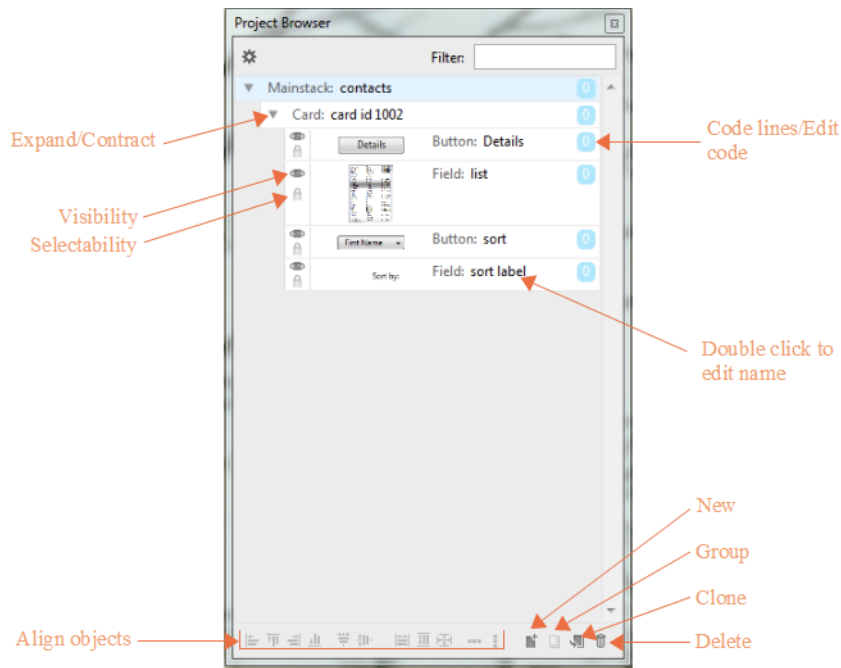 Project Browser
Filter:
Mainstack: contacts 0
Card: card id 1002 0
Expand/Contract
Details
Button: Details 0
Code lines/Edit
code
Field: list 0
Visibility
Selectability
First Name
Button: sort 0
Sort by:
Field: sort label 0
Double click to
edit name
New
Group
Clone
Align objects
Delete